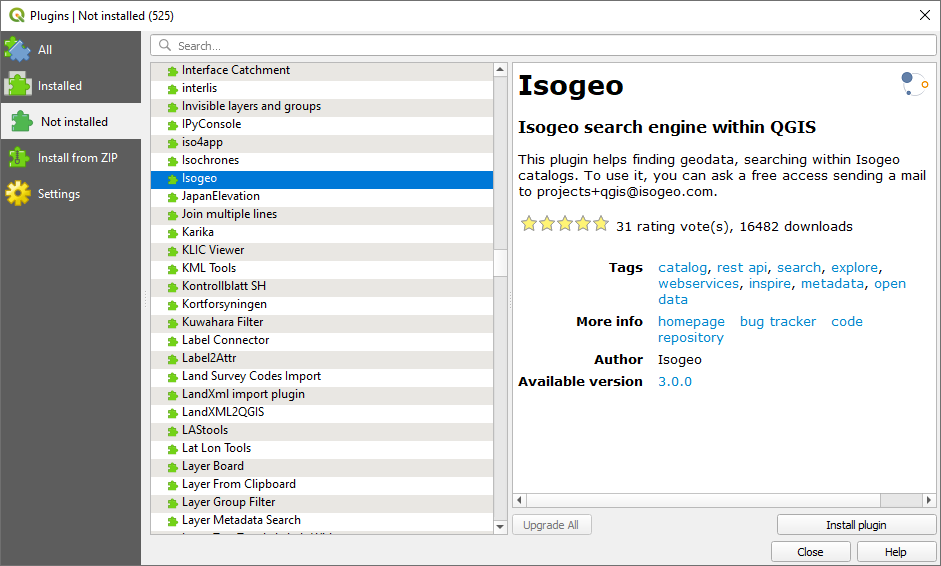 Plugins | Not installed (525)
All
Installed
Not installed
Install from ZIP
Settings
Search...
Interface Catchment
interlis
Invisible layers and groups
IPyConsole
iso4app
Isochrones
Isogeo
JapanElevation
Join multiple lines
Karika
KLIC Viewer
KML Tools
Kontrollblatt SH
Kortforsyningen
Kuwahara Filter
Label Connector
Label2Attr
Land Survey Codes Import
LandXml import plugin
LandXML2QGIS
LAStools
Lat Lon Tools
Layer Board
Layer From Clipboard
Layer Group Filter
Layer Metadata Search
Isogeo
Isogeo search engine within QGIS
This plugin helps finding geodata, searching within Isogeo
catalogs. To use it, you can ask a free access sending a mail
to projects+qgis@isogeo.com.
31 rating vote(s), 16482 downloads
Tags catalog, rest api, search, explore,
webservices, inspire, metadata, open
data
More info homepage bug tracker code
repository
Author Isogeo
Available version 3.0.0
Upgrade All
Install plugin
Close
Help